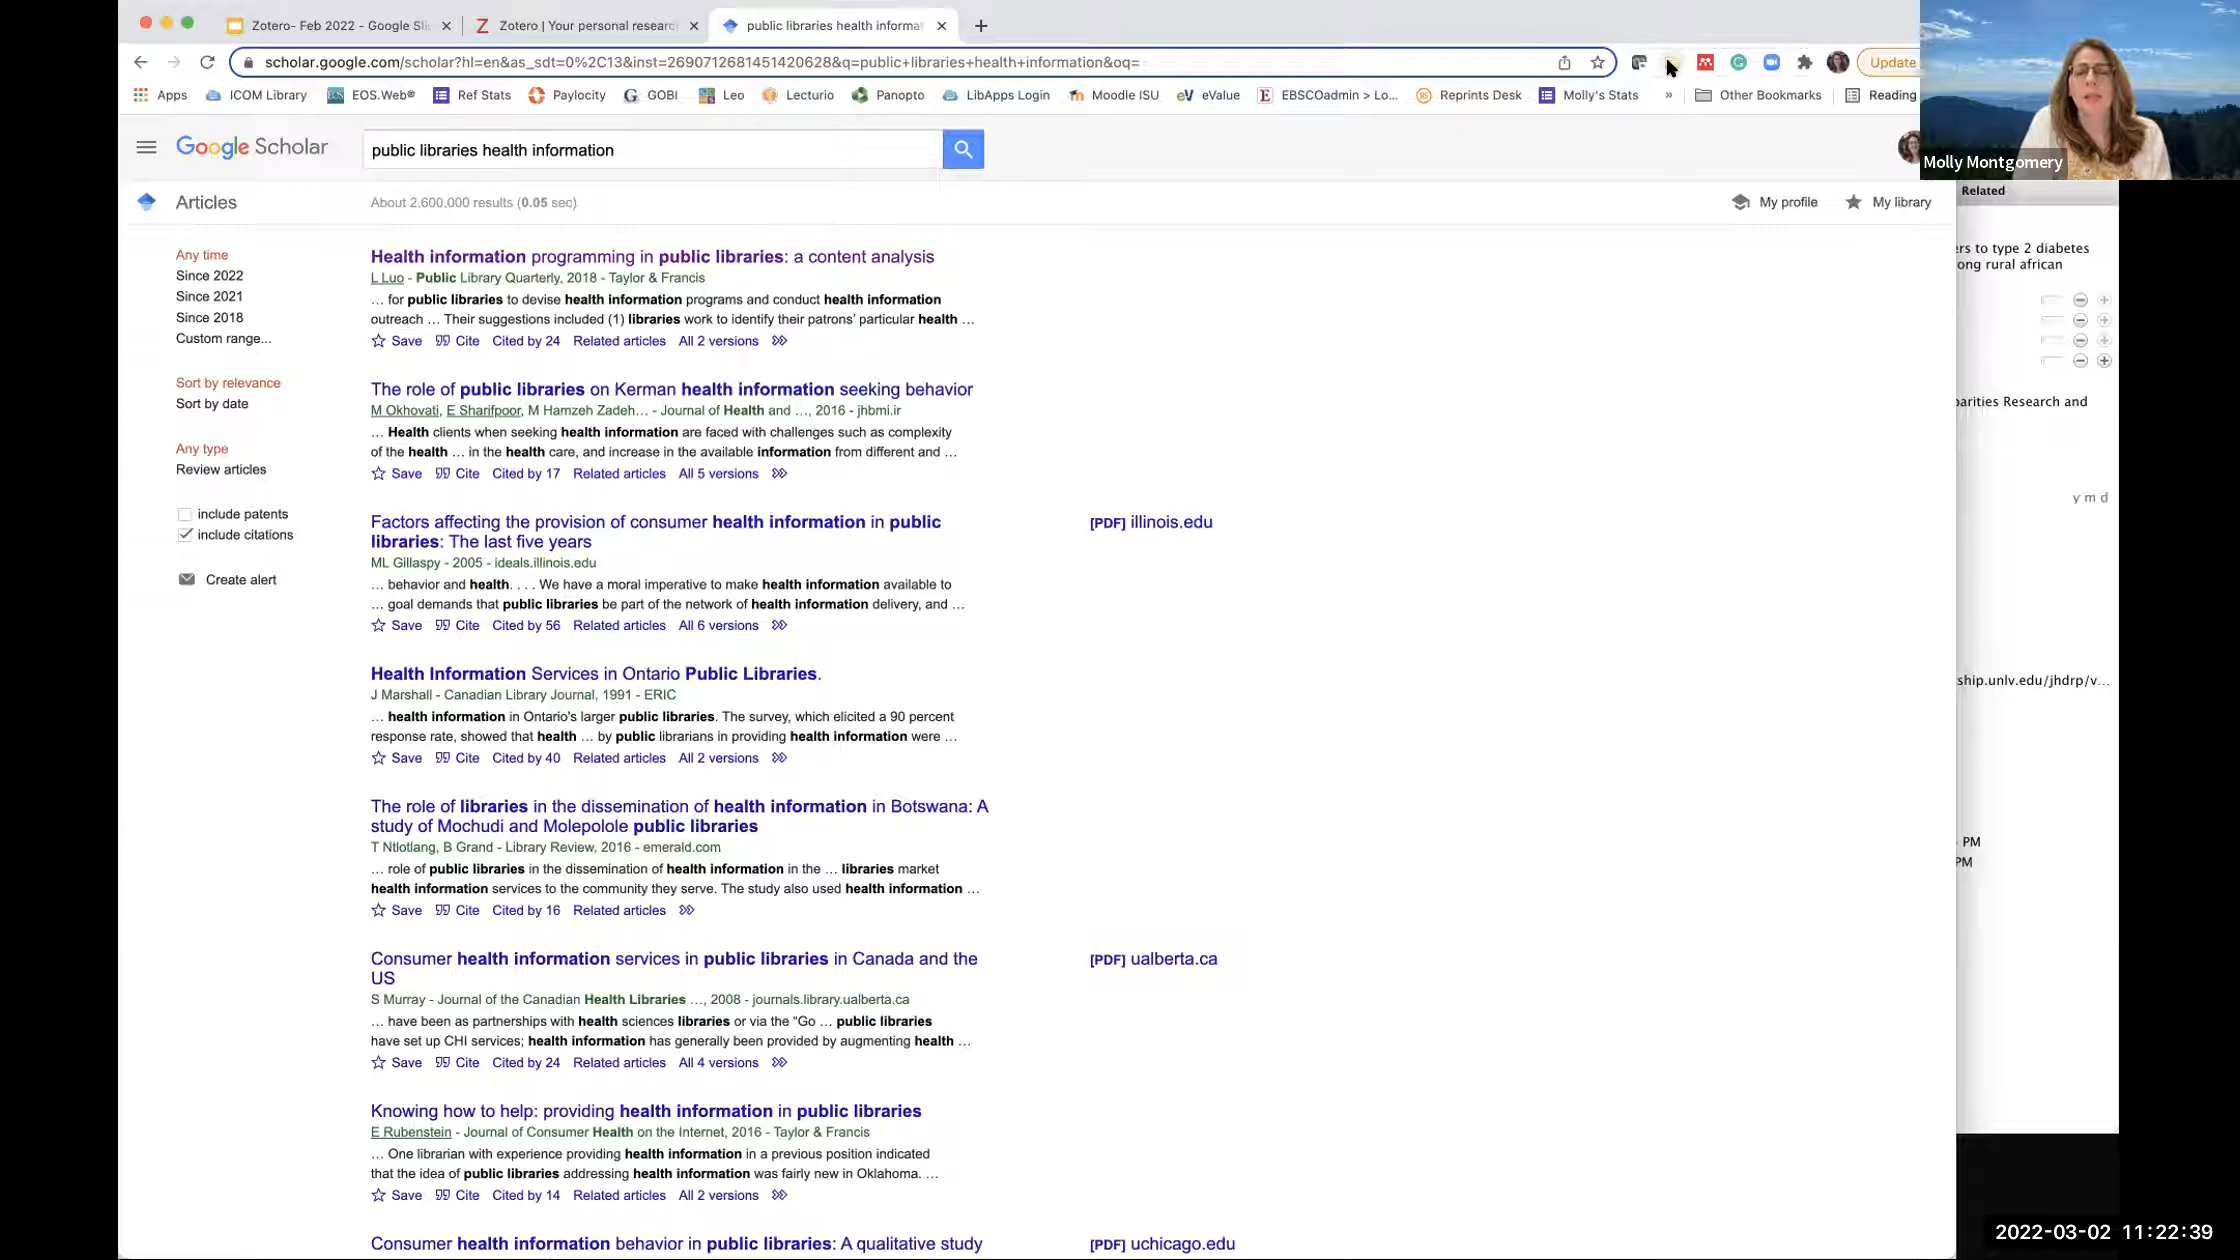 Zotero- Feb 2022 - Google Sli
Zotero | Your personal resear
public libraries health informat
scholar.google.com/scholar?hl=en&as_sdt=0%2C13&inst=2690712681451420628&q=public+libraries+health+information&oq=
Update
Apps
ICOM Library
EOS.Web®
Ref Stats
Paylocity
GOBI
Leo
Lecturio
Panopto
LibApps Login
Moodle ISU
eValue
EBSCOadmin > Lo...
Reprints Desk
Molly's Stats
»
Other Bookmarks
Reading
Google Scholar
public libraries health information
Molly Montgomery
Articles
About 2,600,000 results (0.05 sec)
My profile
My library
Related
Any time
Since 2022
Since 2021
Since 2018
Custom range...
Sort by relevance
Sort by date
Any type
Review articles
include patents
include citations
Create alert
Health information programming in public libraries: a content analysis
L Luo - Public Library Quarterly, 2018 - Taylor & Francis
… for public libraries to devise health information programs and conduct health information
outreach … Their suggestions included (1) libraries work to identify their patrons' particular health …
Save Cite Cited by 24 Related articles All 2 versions
The role of public libraries on Kerman health information seeking behavior
M Okhovati, E Sharifpoor, M Hamzeh Zadeh… - Journal of Health and …, 2016 - jhbmi.ir
… Health clients when seeking health information are faced with challenges such as complexity
of the health … in the health care, and increase in the available information from different and …
Save Cite Cited by 17 Related articles All 5 versions
Factors affecting the provision of consumer health information in public
libraries: The last five years
[PDF] illinois.edu
ML Gillaspy - 2005 - ideals.illinois.edu
… behavior and health. . . . We have a moral imperative to make health information available to
… goal demands that public libraries be part of the network of health information delivery, and …
Save Cite Cited by 56 Related articles All 6 versions
Health Information Services in Ontario Public Libraries.
J Marshall - Canadian Library Journal, 1991 - ERIC
… health information in Ontario's larger public libraries. The survey, which elicited a 90 percent
response rate, showed that health … by public librarians in providing health information were …
Save Cite Cited by 40 Related articles All 2 versions
The role of libraries in the dissemination of health information in Botswana: A
study of Mochudi and Molepolole public libraries
T Ntlotlang, B Grand - Library Review, 2016 - emerald.com
… role of public libraries in the dissemination of health information in the … libraries market
health information services to the community they serve. The study also used health information …
Save Cite Cited by 16 Related articles
Consumer health information services in public libraries in Canada and the
US
[PDF] ualberta.ca
S Murray - Journal of the Canadian Health Libraries …, 2008 - journals.library.ualberta.ca
… have been as partnerships with health sciences libraries or via the "Go … public libraries
have set up CHI services; health information has generally been provided by augmenting health …
Save Cite Cited by 24 Related articles All 4 versions
Knowing how to help: providing health information in public libraries
E Rubenstein - Journal of Consumer Health on the Internet, 2016 - Taylor & Francis
… One librarian with experience providing health information in a previous position indicated
that the idea of public libraries addressing health information was fairly new in Oklahoma. …
Save Cite Cited by 14 Related articles All 2 versions
Consumer health information behavior in public libraries: A qualitative study
[PDF] uchicago.edu
ers to type 2 diabetes
ong rural african
parities Research and
y m d
ship.unlv.edu/jhdrp/v...
PM
PM
2022-03-02 11:22:39